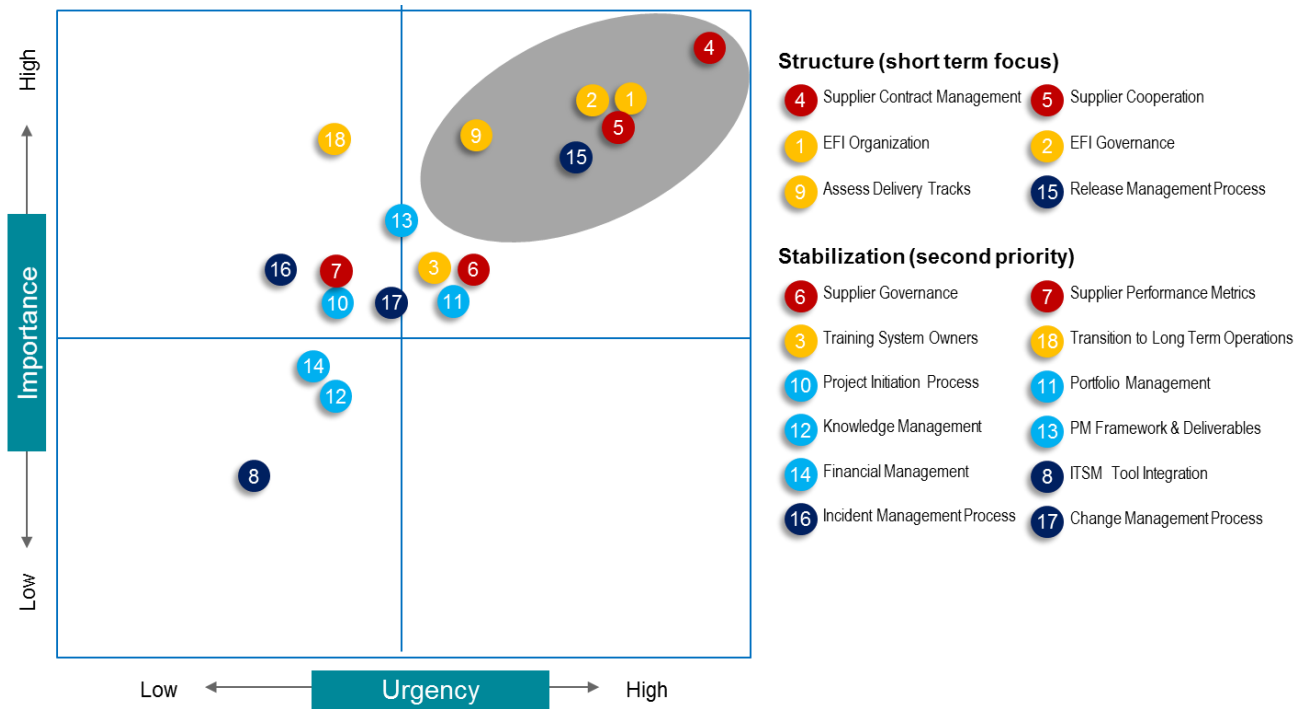 High
Importance
Low
4
2
1
5
9
18
15
13
16
7
3
6
10
17
11
14
12
8
Low
Urgency
High
Structure (short term focus)
4 Supplier Contract Management
5 Supplier Cooperation
1 EFI Organization
2 EFI Governance
9 Assess Delivery Tracks
15 Release Management Process
Stabilization (second priority)
6 Supplier Governance
7 Supplier Performance Metrics
3 Training System Owners
18 Transition to Long Term Operations
10 Project Initiation Process
11 Portfolio Management
12 Knowledge Management
13 PM Framework & Deliverables
14 Financial Management
8 ITSM Tool Integration
16 Incident Management Process
17 Change Management Process